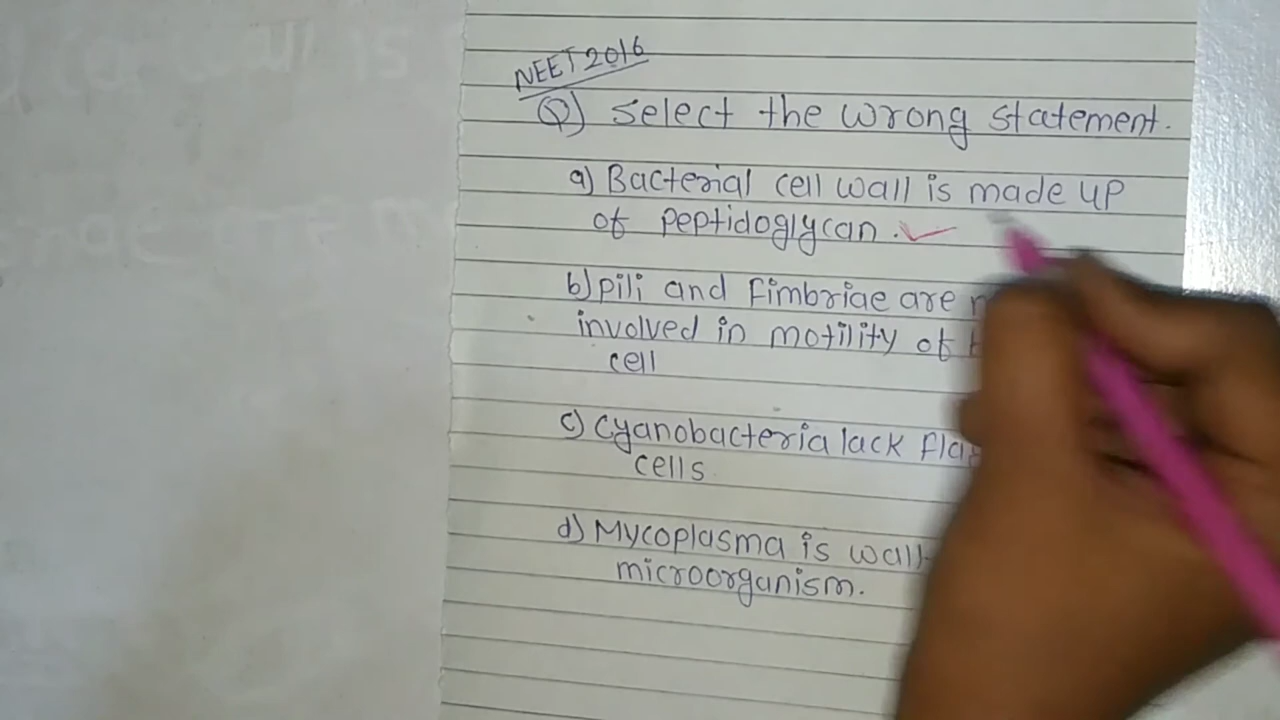 NEET 2016
Q) Select the wrong statement.
a) Bacterial cell wall is made up
of peptidoglycan.
b) pili and Fimbriae are
involved in motility of
cell
c) Cyanobacteria lack
cells
d) Mycoplasma is wall-
microorganism.